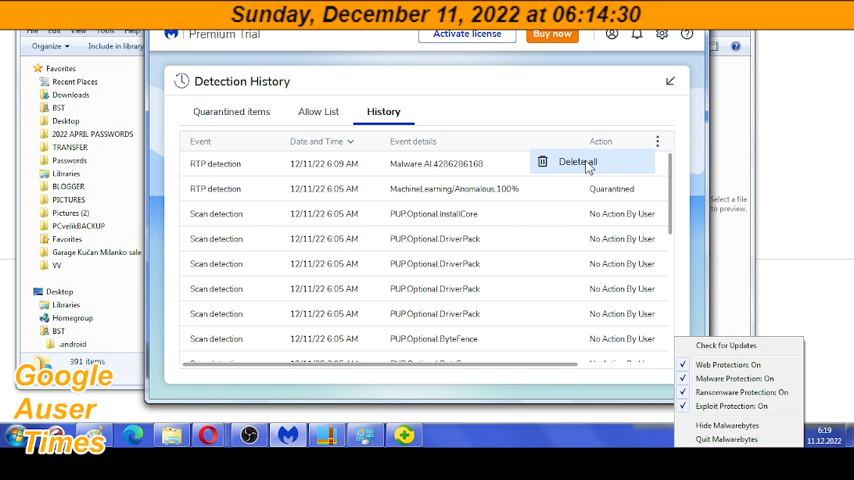 Sunday, December 11, 2022 at 06:14:30
File Edit View Tools Help
Organize
Include in library
Favorites
Recent Places
Downloads
BST
Desktop
2022 APRIL PASSWORDS
TRANSFER
Passwords
Libraries
BLOGGER
PICTURES
Pictures (2)
PCvelikBACKUP
Favorites
Garage Kučan Milanko sale
VV
Desktop
Libraries
Homegroup
BST
.android
391 items
Premium Trial
Activate license
Buy now
Detection History
Quarantined items
Allow List
History
Event Date and Time Event details Action
Delete all
RTP detection 12/11/22 6:09 AM Malware.AI.4286286168
RTP detection 12/11/22 6:09 AM MachineLearning/Anomalous.100% Quarantined
Scan detection 12/11/22 6:05 AM PUP.Optional.InstallCore No Action By User
Scan detection 12/11/22 6:05 AM PUP.Optional.DriverPack No Action By User
Scan detection 12/11/22 6:05 AM PUP.Optional.DriverPack No Action By User
Scan detection 12/11/22 6:05 AM PUP.Optional.DriverPack No Action By User
Scan detection 12/11/22 6:05 AM PUP.Optional.DriverPack No Action By User
Scan detection 12/11/22 6:05 AM PUP.Optional.ByteFence No Action By User
Select a file
to preview.
Check for Updates
Web Protection: On
Malware Protection: On
Ransomware Protection: On
Exploit Protection: On
Hide Malwarebytes
Quit Malwarebytes
Google
Auser
Times
6:19
11.12.2022